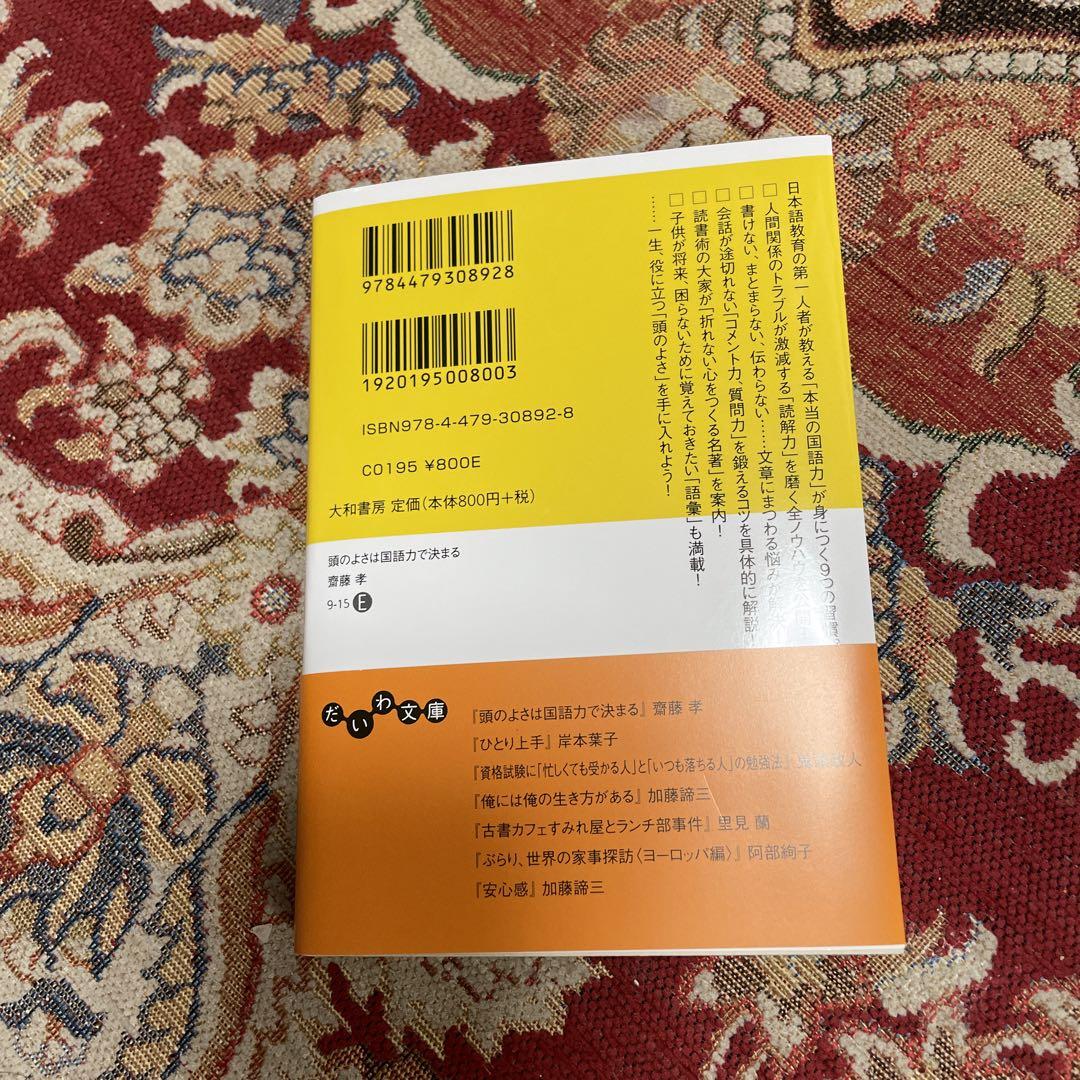 日本語教育の第一人者が教える「本当の国語力」が身につく9つの習慣。
□人間関係のトラブルが激減する「読解力」を磨く全ノウハウ
□書けない、まとまらない、伝わらない……文章にまつわる悩みが解決
□会話が途切れない「コメント力、質問力」を鍛えるコツを具体的に解説!
□読書術の大家が「折れない心をつくる名著」を案内!
□子供が将来、困らないために覚えておきたい「語彙」も満載!
……一生、役に立つ「頭のよさ」を手に入れよう!
9784479308928
1920195008003
ISBN978-4-479-30892-8
C0195 ¥800E
大和書房 定価(本体800円+税)
頭のよさは国語力で決まる
齋藤 孝
9-15 E
だいわ文庫
『頭のよさは国語力で決まる』 齋藤 孝
『ひとり上手』 岸本葉子
『資格試験に「忙しくても受かる人」と「いつも落ちる人」の勉強法』 政人
『俺には俺の生き方がある』 加藤諦三
『古書カフェすみれ屋とランチ部事件』 里見 蘭
『ぶらり、世界の家事探訪〈ヨーロッパ編〉』 阿部絢子
『安心感』 加藤諦三